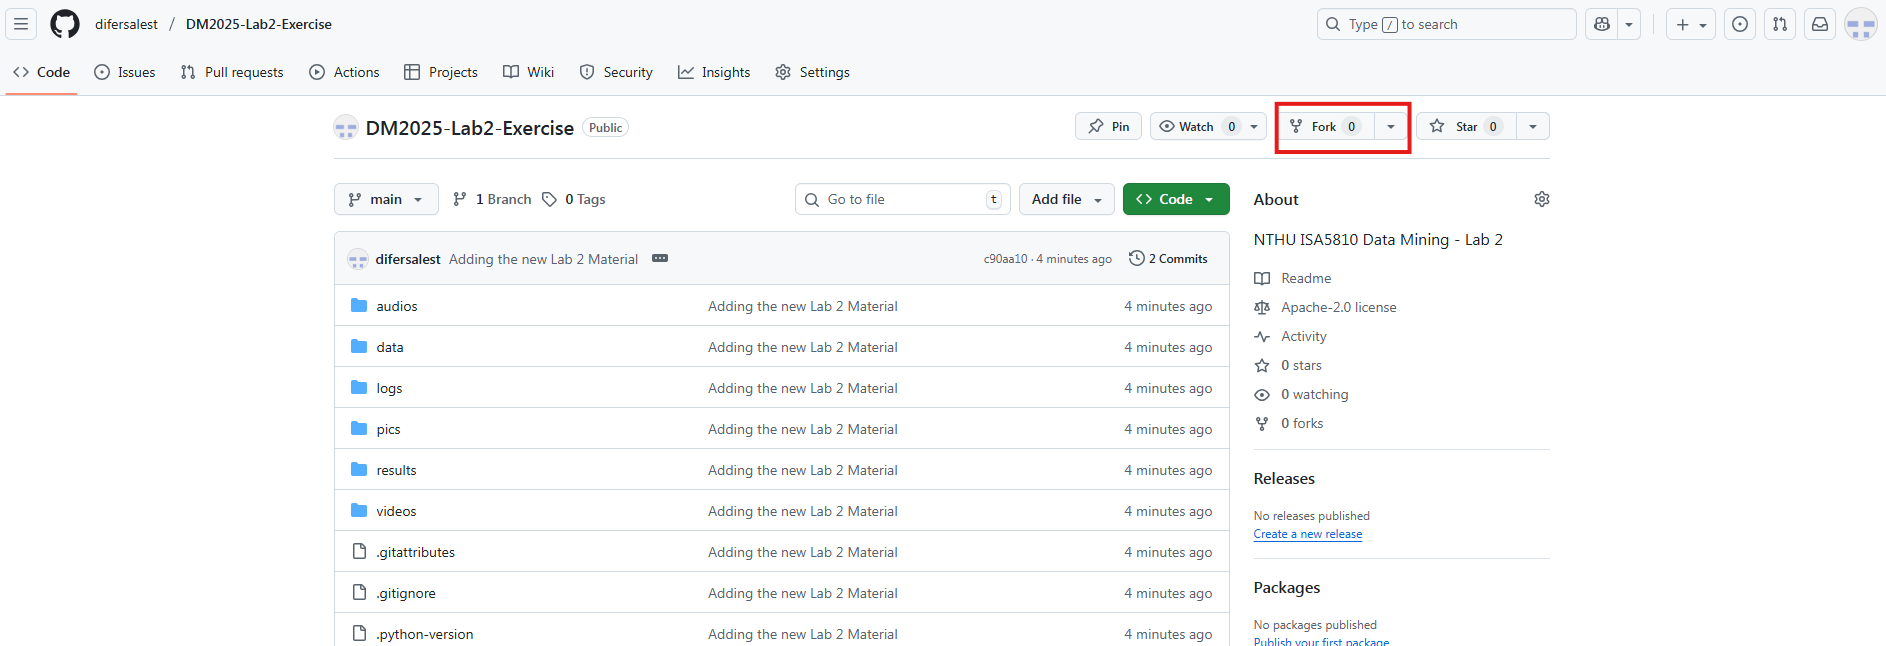 difersalest / DM2025-Lab2-Exercise Type / to search
Code Issues Pull requests Actions Projects Wiki Security Insights Settings
DM2025-Lab2-Exercise Public Pin Watch 0 Fork 0 Star 0
main 1 Branch 0 Tags Go to file t Add file Code
difersalest Adding the new Lab 2 Material c90aa10 · 4 minutes ago 2 Commits
audios Adding the new Lab 2 Material 4 minutes ago
data Adding the new Lab 2 Material 4 minutes ago
logs Adding the new Lab 2 Material 4 minutes ago
pics Adding the new Lab 2 Material 4 minutes ago
results Adding the new Lab 2 Material 4 minutes ago
videos Adding the new Lab 2 Material 4 minutes ago
.gitattributes Adding the new Lab 2 Material 4 minutes ago
.gitignore Adding the new Lab 2 Material 4 minutes ago
.python-version Adding the new Lab 2 Material 4 minutes ago
About
NTHU ISA5810 Data Mining - Lab 2
Readme
Apache-2.0 license
Activity
0 stars
0 watching
0 forks
Releases
No releases published
Create a new release
Packages
No packages published
Publish your first package